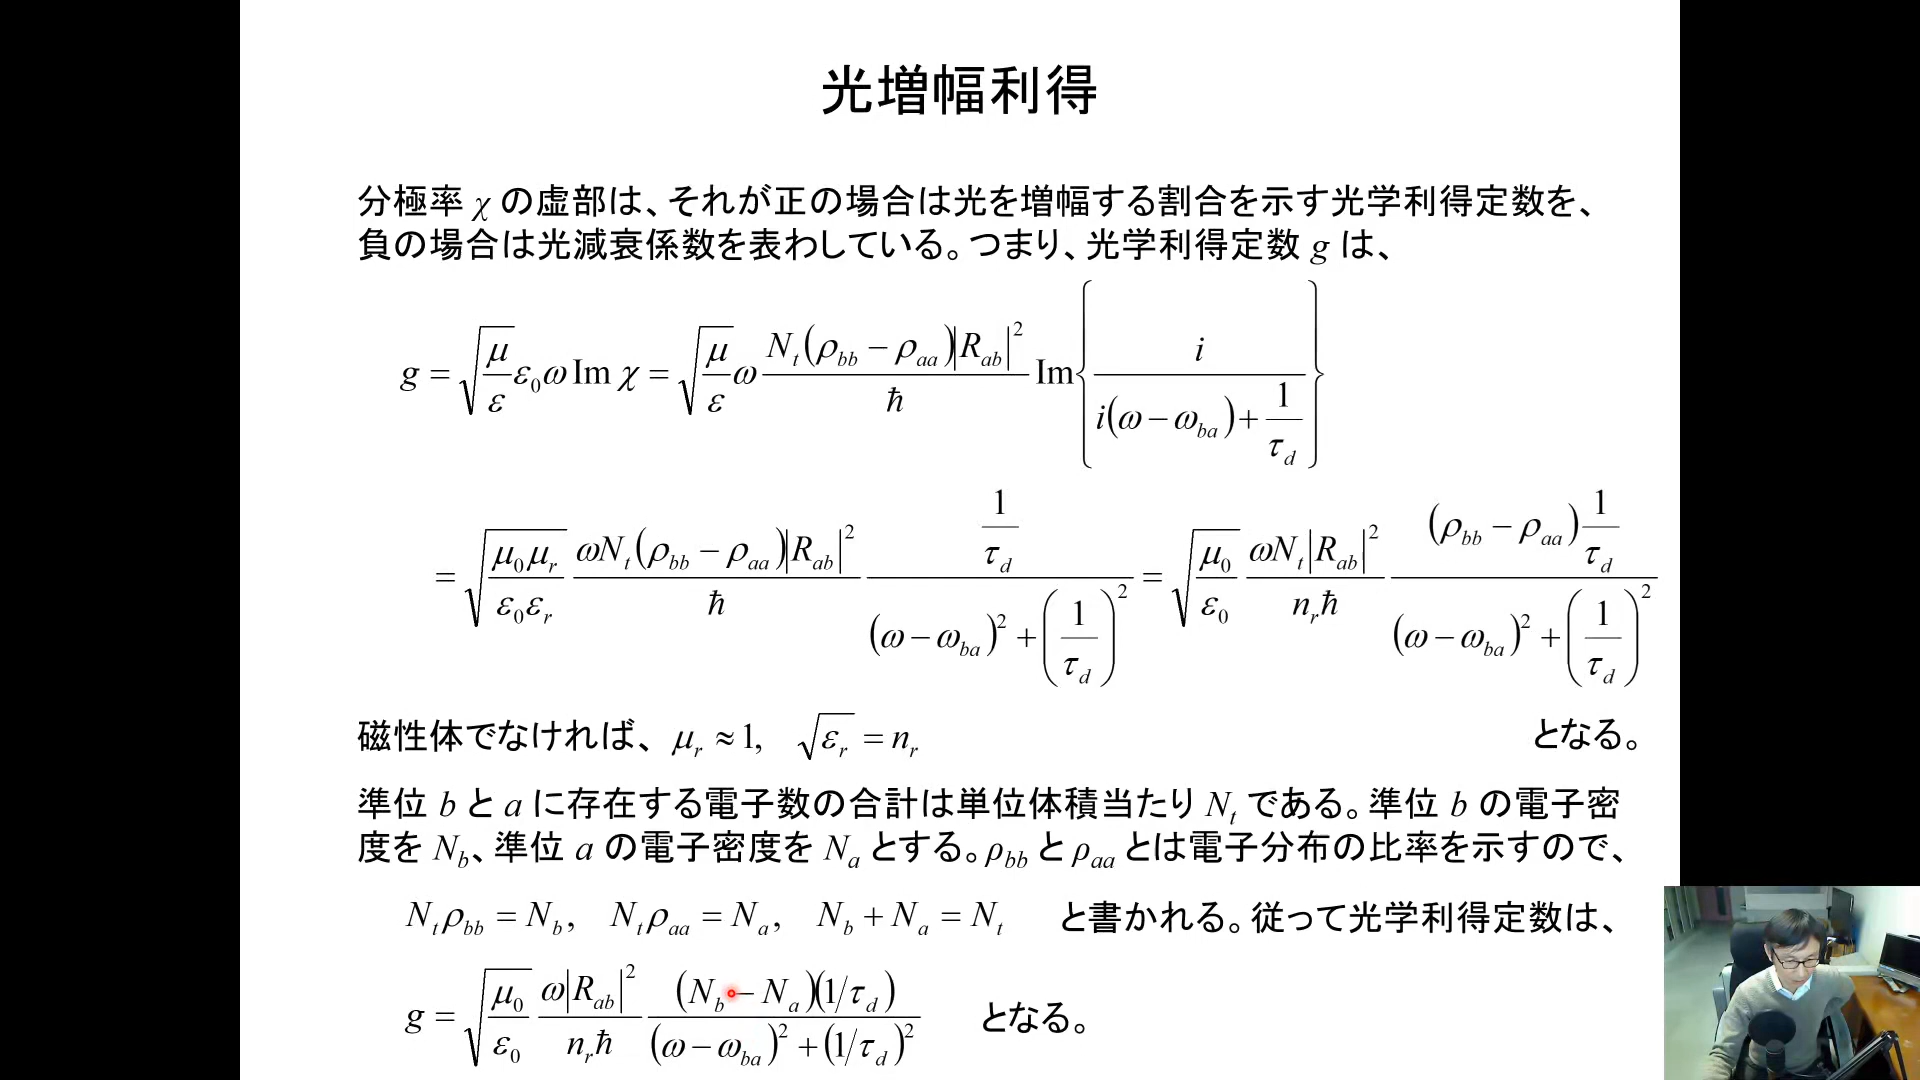 光増幅利得
分極率 χ の虚部は、それが正の場合は光を増幅する割合を示す光学利得定数を、
負の場合は光減衰係数を表わしている。つまり、光学利得定数 g は、
g = √(μ/ε) ε₀ω Im χ = √(μ/ε) ω (N_t(ρ_bb − ρ_aa)|R_ab|²)/ħ Im{ i / (i(ω − ω_ba) + 1/τ_d) }
= √(μ₀μ_r/ε₀ε_r) (ωN_t(ρ_bb − ρ_aa)|R_ab|²)/ħ (1/τ_d)/((ω − ω_ba)² + (1/τ_d)²) = √(μ₀/ε₀) (ωN_t|R_ab|²)/(n_rħ) ((ρ_bb − ρ_aa)1/τ_d)/((ω − ω_ba)² + (1/τ_d)²)
磁性体でなければ、 μ_r ≈ 1, √ε_r = n_r となる。
準位 b と a に存在する電子数の合計は単位体積当たり N_t である。準位 b の電子密
度を N_b、準位 a の電子密度を N_a とする。ρ_bb と ρ_aa とは電子分布の比率を示すので、
N_tρ_bb = N_b, N_tρ_aa = N_a, N_b + N_a = N_t と書かれる。従って光学利得定数は、
g = √(μ₀/ε₀) (ω|R_ab|²)/(n_rħ) ((N_b − N_a)(1/τ_d))/((ω − ω_ba)² + (1/τ_d)²) となる。